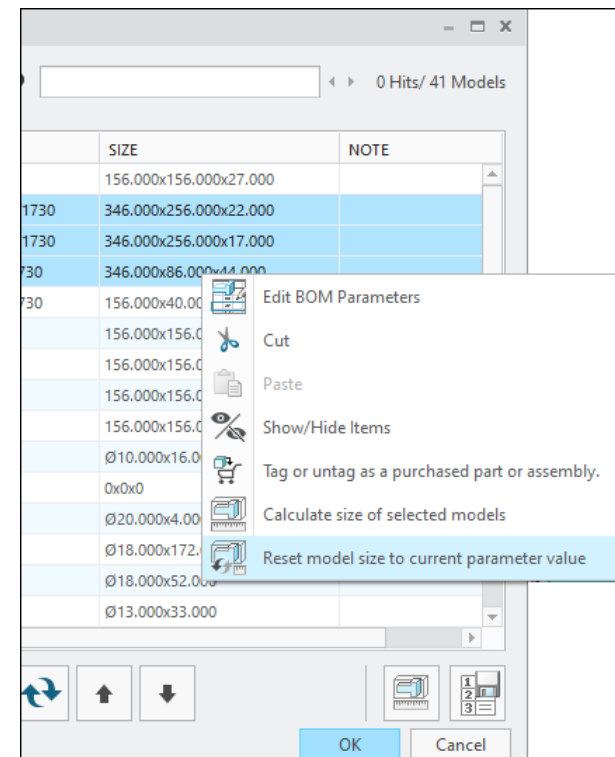 0 Hits/ 41 Models
SIZE NOTE
156.000x156.000x27.000
1730 346.000x256.000x22.000
1730 346.000x256.000x17.000
730 346.000x86.000x44.000
730 156.000x40.00
Edit BOM Parameters
156.000x156.0
Cut
156.000x156.0
156.000x156.0
Paste
156.000x156.0
Show/Hide Items
Ø10.000x16.0
Tag or untag as a purchased part or assembly.
0x0x0
Ø20.000x4.00
Calculate size of selected models
Ø18.000x172.
Reset model size to current parameter value
Ø18.000x52.000
Ø13.000x33.000
1
2
3
OK Cancel